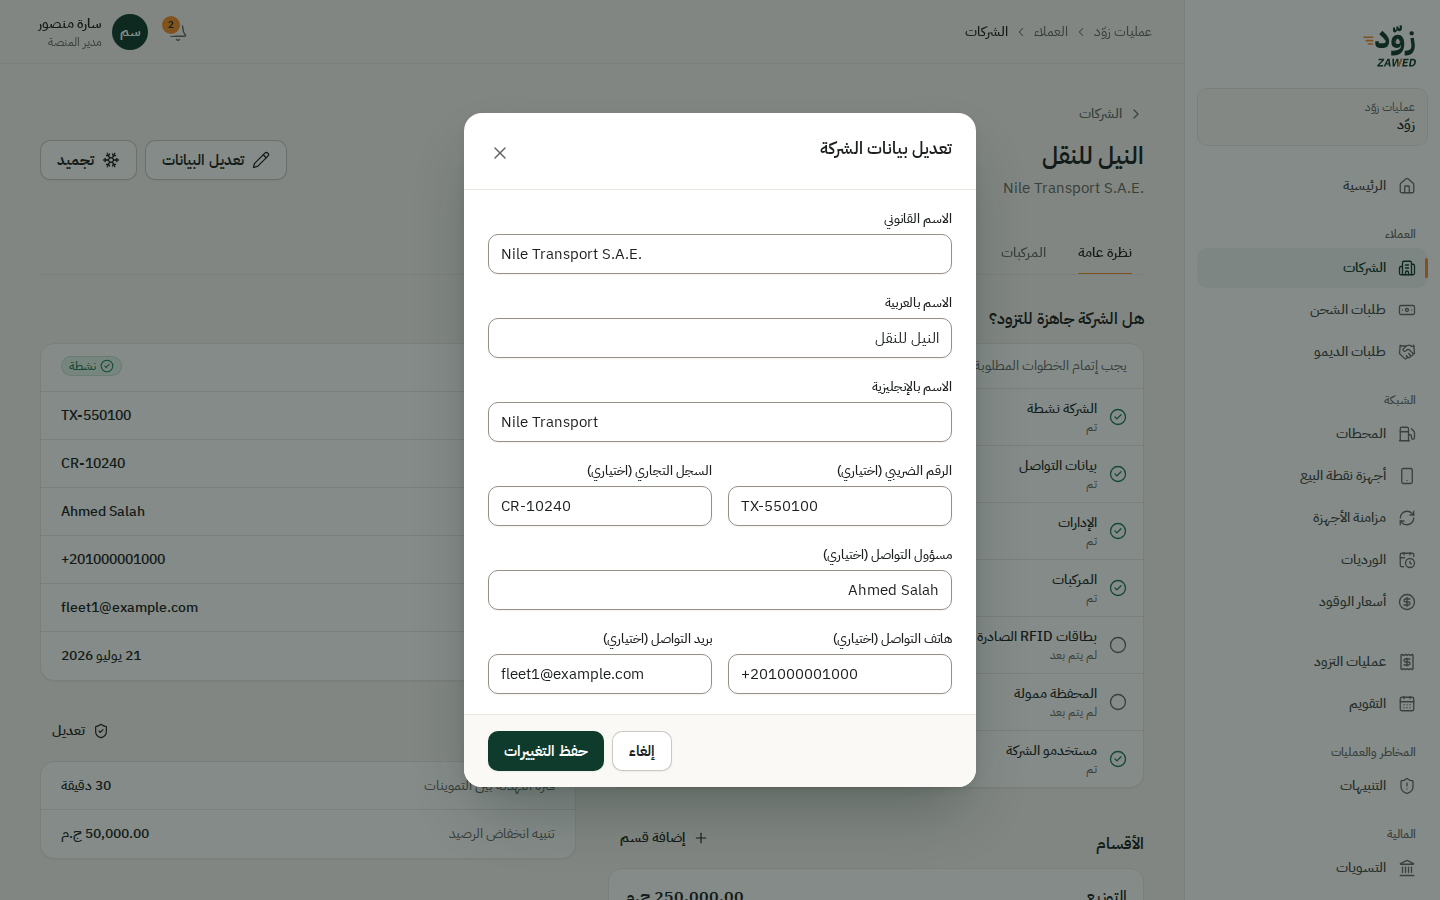 زوّد
ZAWED
عمليات زوّد
زوّد
الرئيسية
العملاء
الشركات
طلبات الشحن
طلبات الديمو
الشبكة
المحطات
أجهزة نقطة البيع
مزامنة الأجهزة
الورديات
أسعار الوقود
عمليات التزود
التقويم
المخاطر والعمليات
التنبيهات
المالية
التسويات
عمليات زوّد
العملاء
الشركات
2
سم
سارة منصور
مدير المنصة
الشركات
النيل للنقل
Nile Transport S.A.E.
تعديل البيانات
تجميد
نظرة عامة
المركبات
هل الشركة جاهزة للتزود؟
يجب إتمام الخطوات المطلوبة
الشركة نشطة
تم
بيانات التواصل
تم
الإدارات
تم
المركبات
تم
بطاقات RFID الصادرة
لم يتم بعد
المحفظة ممولة
لم يتم بعد
مستخدمو الشركة
تم
الأقسام
إضافة قسم
التوزيع
250,000.00 ج.م
نشطة
TX-550100
CR-10240
Ahmed Salah
+201000001000
fleet1@example.com
21 يوليو 2026
تعديل
فترة التهدئة بين التموينات
30 دقيقة
تنبيه انخفاض الرصيد
50,000.00 ج.م
تعديل بيانات الشركة
الاسم القانوني
Nile Transport S.A.E.
الاسم بالعربية
النيل للنقل
الاسم بالإنجليزية
Nile Transport
الرقم الضريبي (اختياري)
TX-550100
السجل التجاري (اختياري)
CR-10240
مسؤول التواصل (اختياري)
Ahmed Salah
هاتف التواصل (اختياري)
+201000001000
بريد التواصل (اختياري)
fleet1@example.com
إلغاء
حفظ التغييرات